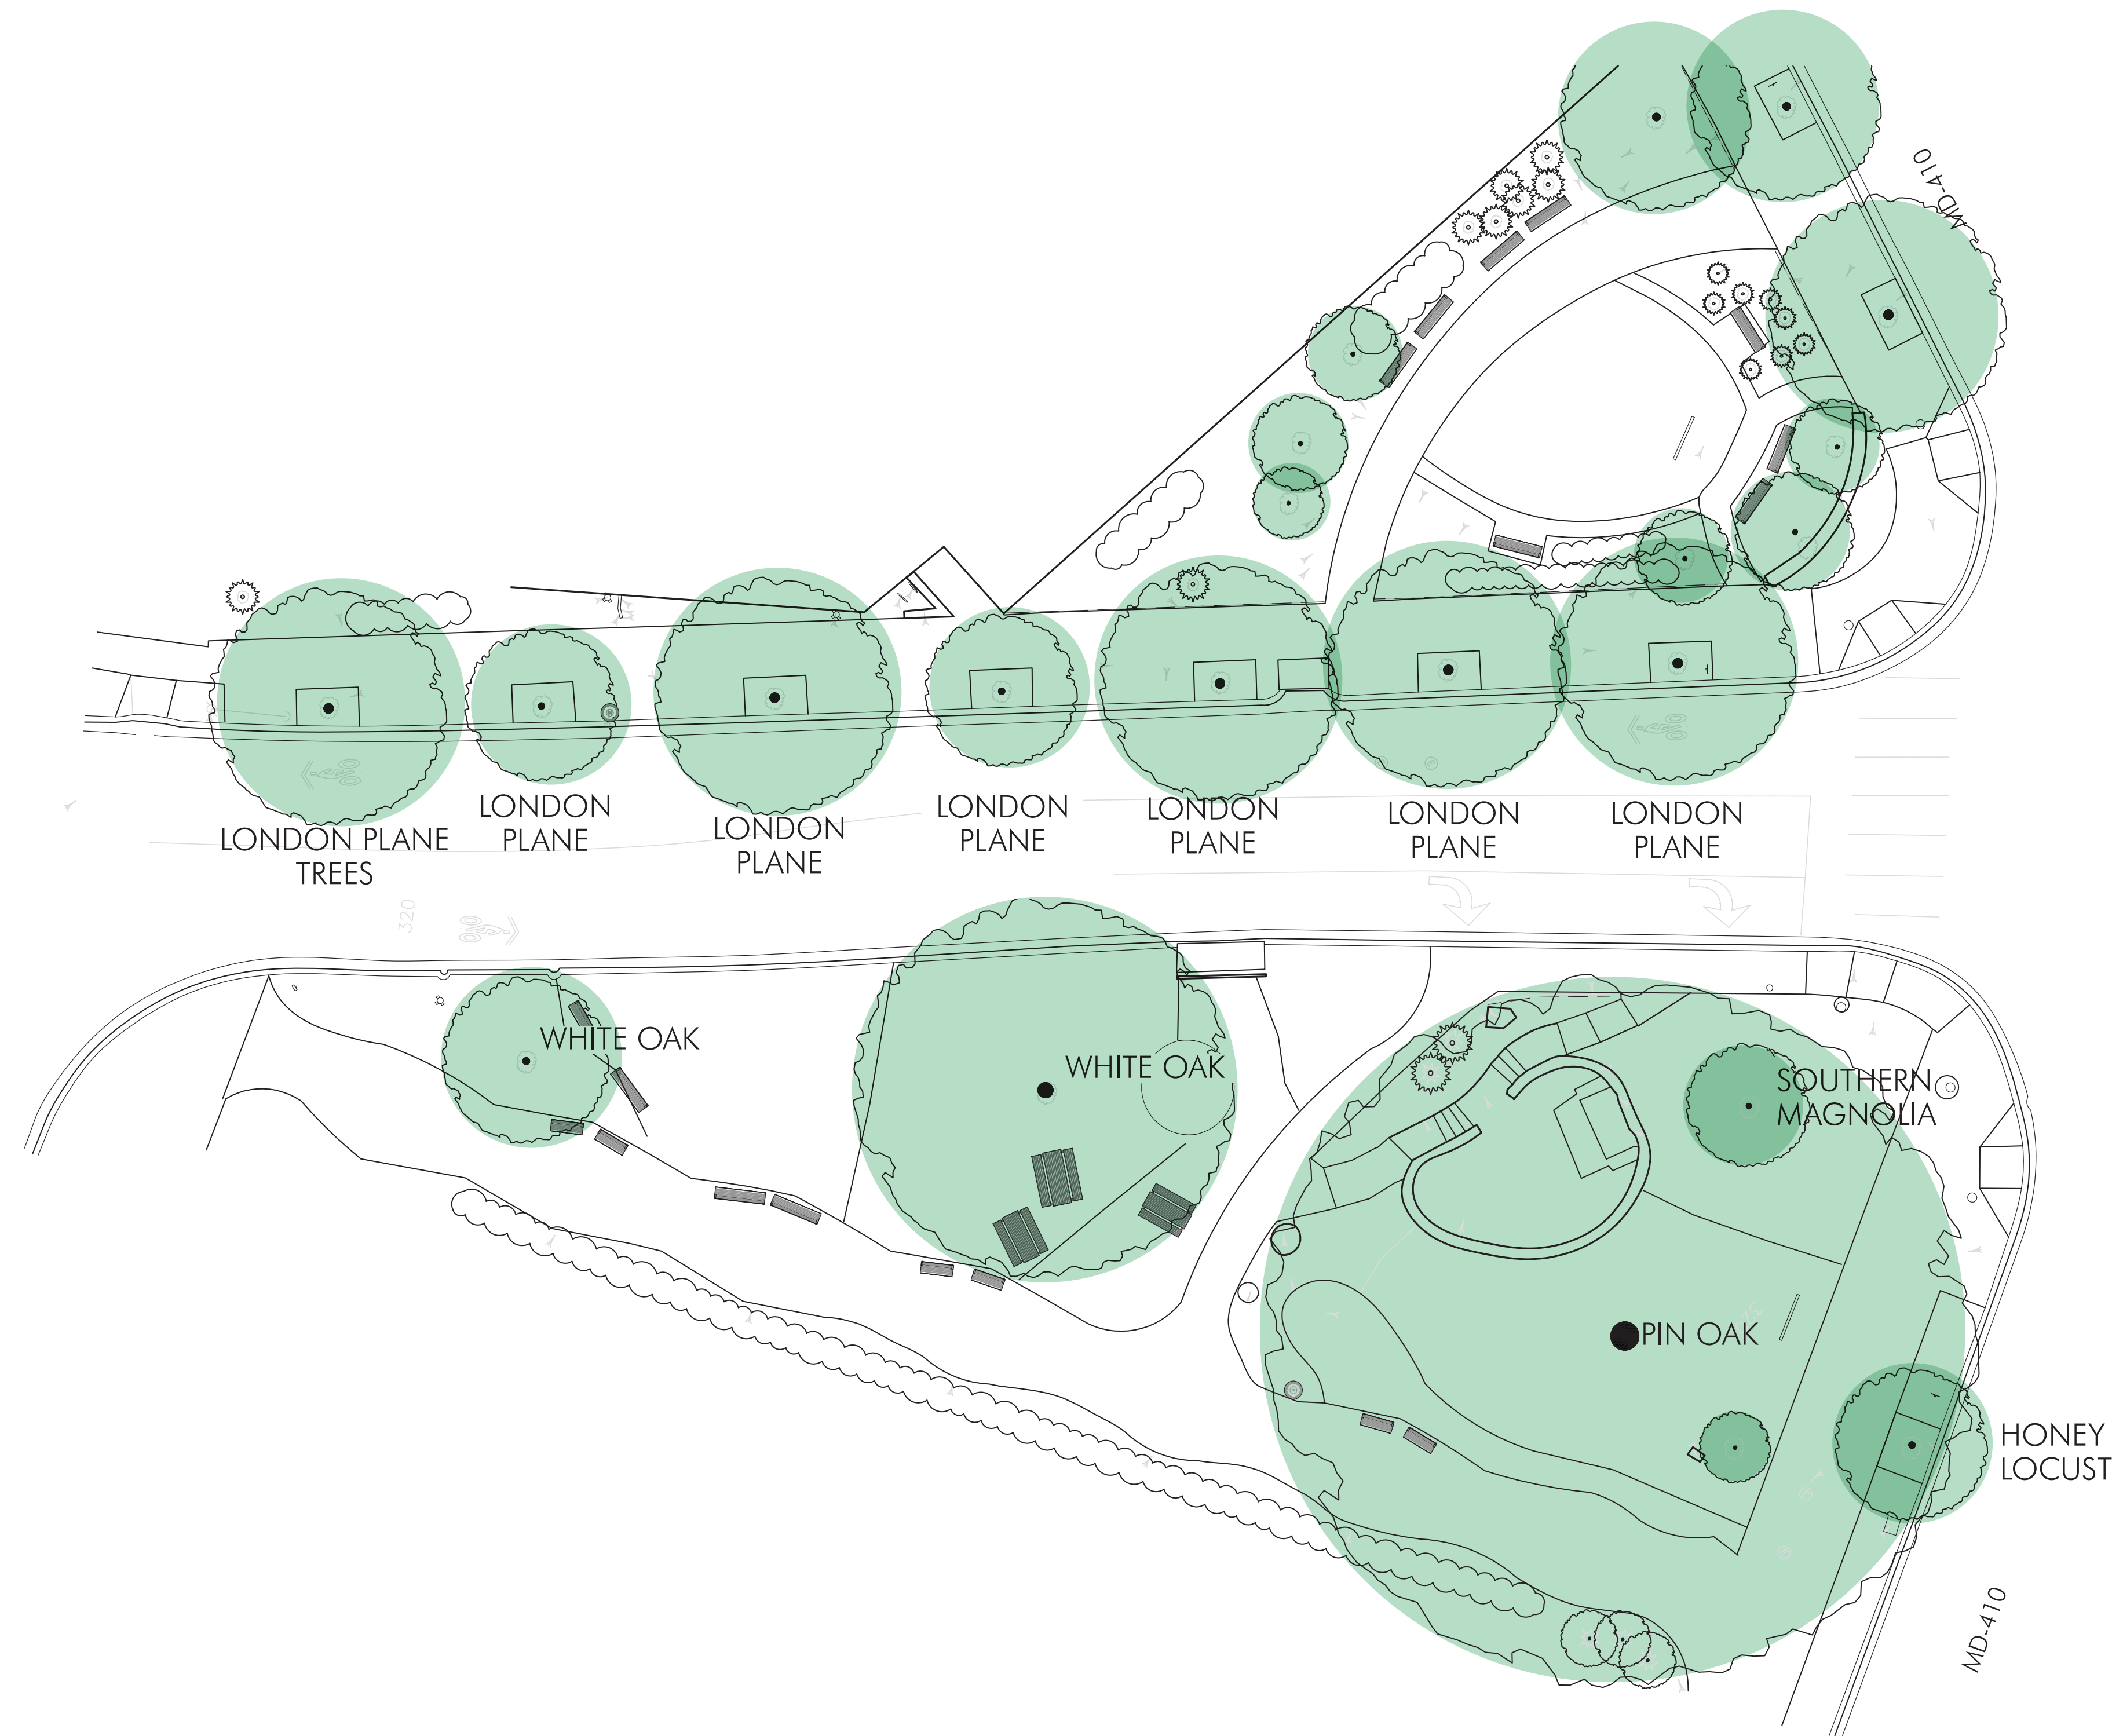 MD-410
LONDON PLANE
TREES
LONDON
PLANE
LONDON
PLANE
LONDON
PLANE
LONDON
PLANE
LONDON
PLANE
LONDON
PLANE
320
WHITE OAK
WHITE OAK
SOUTHERN
MAGNOLIA
PIN OAK
HONEY
LOCUST
MD-410